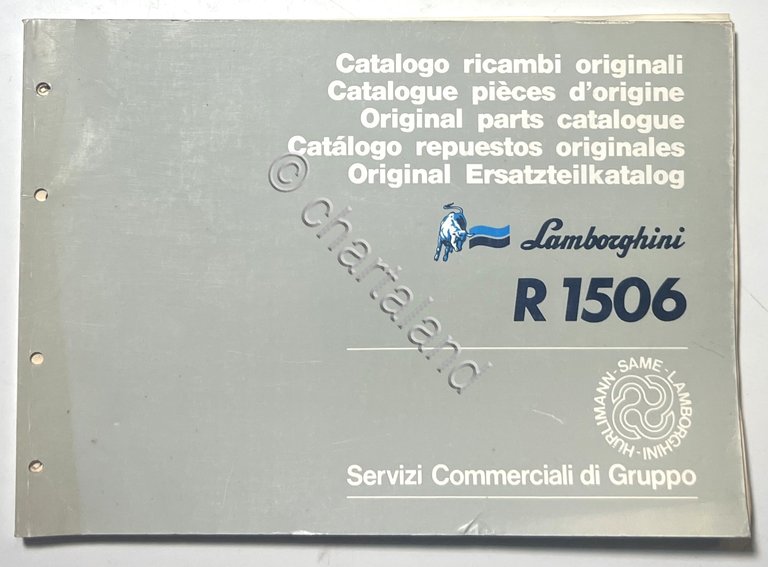 Catalogo ricambi originali
Catalogue pièces d'origine
Original parts catalogue
Catálogo repuestos originales
Original Ersatzteilkatalog
Lamborghini
R 1506
HURLIMANN-SAME-LAMBORGHINI-
Servizi Commerciali di Gruppo
© chartaland